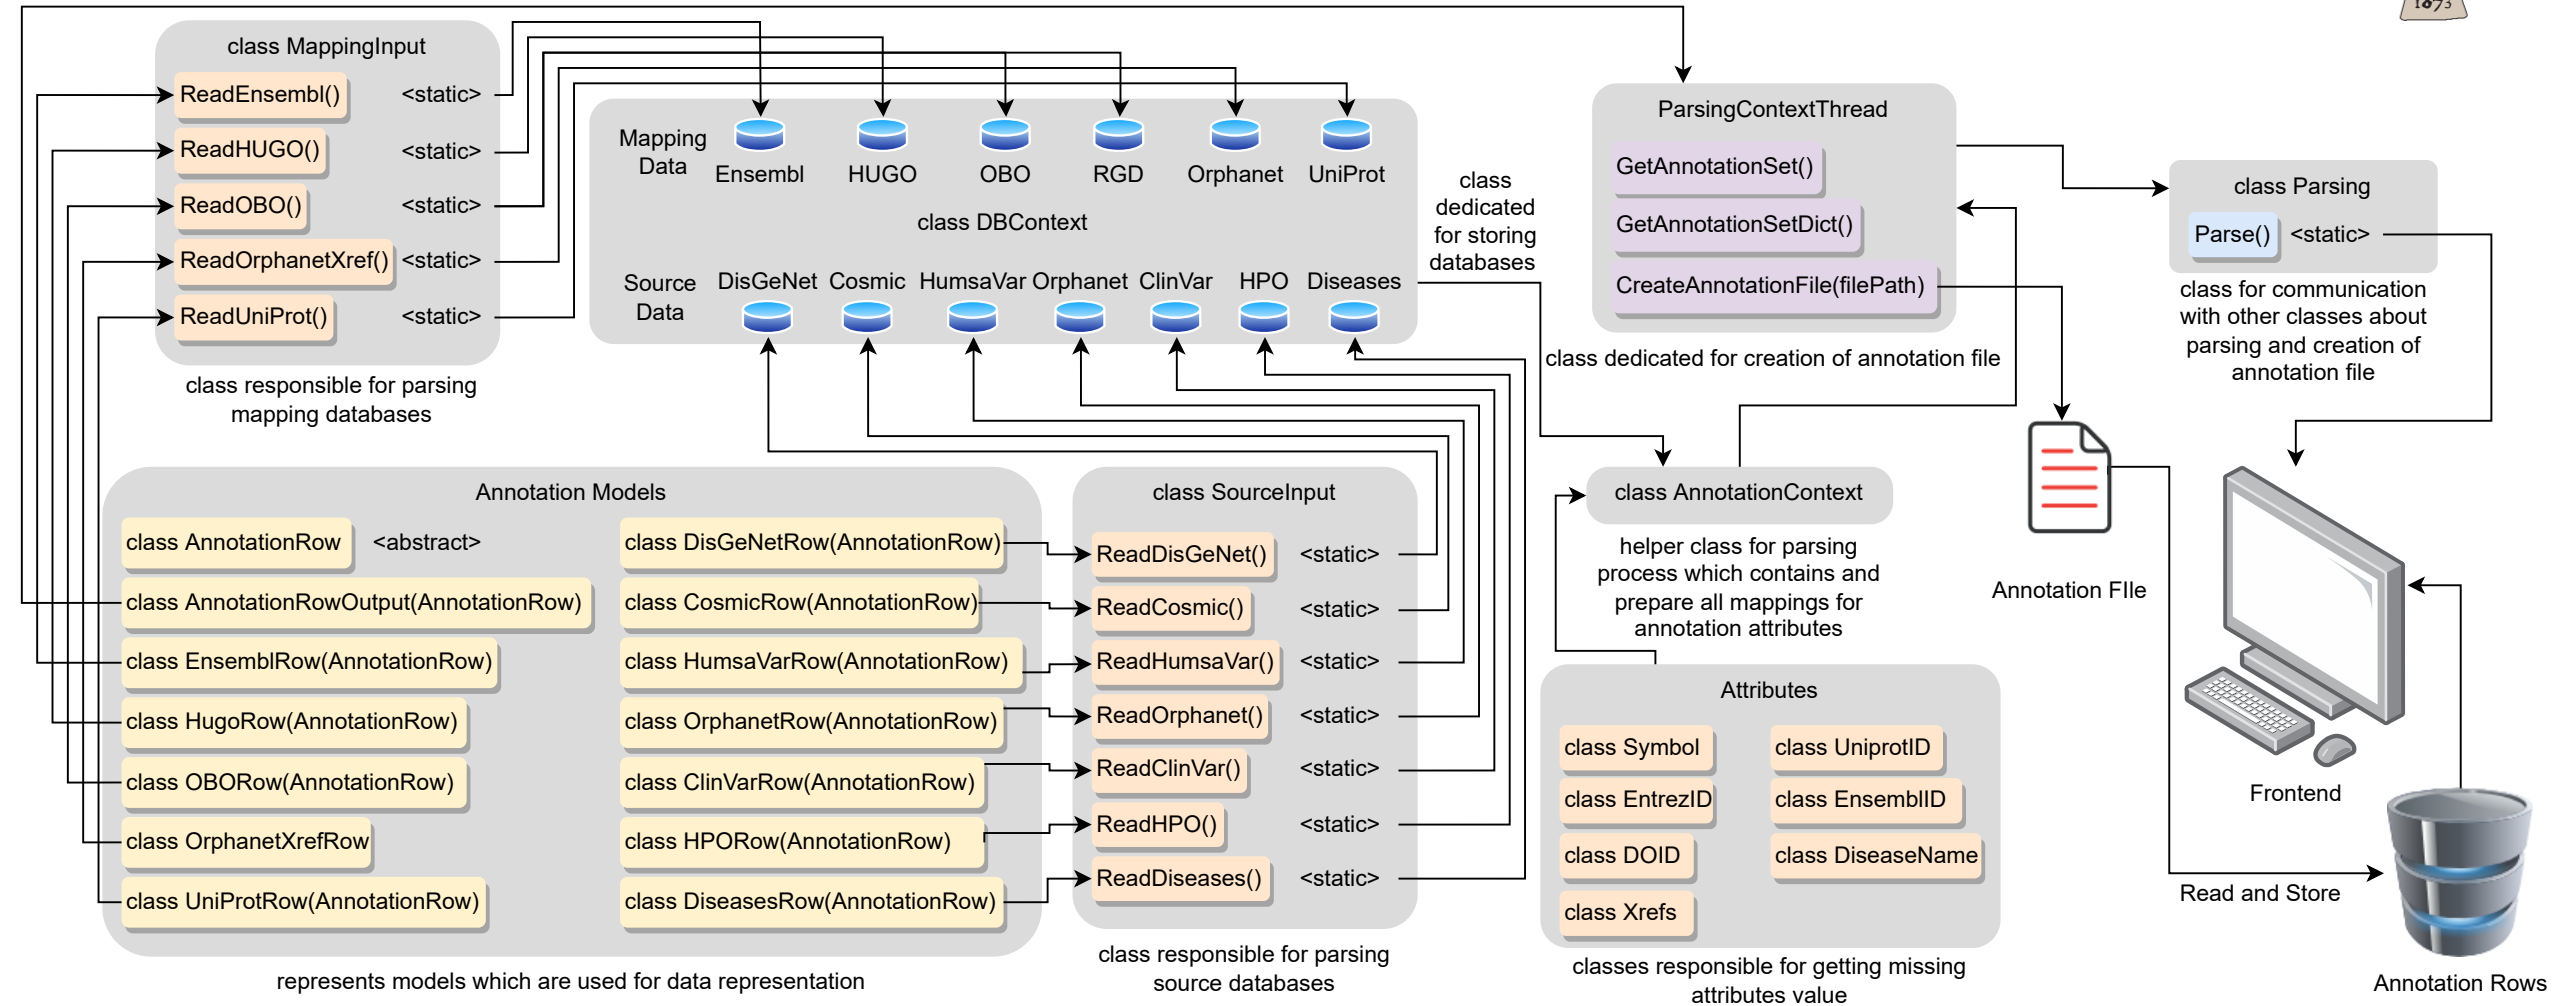 1873
class MappingInput
ReadEnsembl() <static>
ReadHUGO() <static>
ReadOBO() <static>
ReadOrphanetXref() <static>
ReadUniProt() <static>
class responsible for parsing
mapping databases
Mapping
Data
Ensembl HUGO OBO RGD Orphanet UniProt
class DBContext
Source
Data
DisGeNet Cosmic HumsaVar Orphanet ClinVar HPO Diseases
class
dedicated
for storing
databases
ParsingContextThread
GetAnnotationSet()
GetAnnotationSetDict()
CreateAnnotationFile(filePath)
class dedicated for creation of annotation file
class Parsing
Parse() <static>
class for communication
with other classes about
parsing and creation of
annotation file
Annotation Models
class AnnotationRow <abstract>
class AnnotationRowOutput(AnnotationRow)
class EnsemblRow(AnnotationRow)
class HugoRow(AnnotationRow)
class OBORow(AnnotationRow)
class OrphanetXrefRow
class UniProtRow(AnnotationRow)
class DisGeNetRow(AnnotationRow)
class CosmicRow(AnnotationRow)
class HumsaVarRow(AnnotationRow)
class OrphanetRow(AnnotationRow)
class ClinVarRow(AnnotationRow)
class HPORow(AnnotationRow)
class DiseasesRow(AnnotationRow)
represents models which are used for data representation
class SourceInput
ReadDisGeNet() <static>
ReadCosmic() <static>
ReadHumsaVar() <static>
ReadOrphanet() <static>
ReadClinVar() <static>
ReadHPO() <static>
ReadDiseases() <static>
class responsible for parsing
source databases
class AnnotationContext
helper class for parsing
process which contains and
prepare all mappings for
annotation attributes
Attributes
class Symbol
class EntrezID
class DOID
class Xrefs
class UniprotID
class EnsemblID
class DiseaseName
classes responsible for getting missing
attributes value
Annotation FIle
Frontend
Read and Store
Annotation Rows